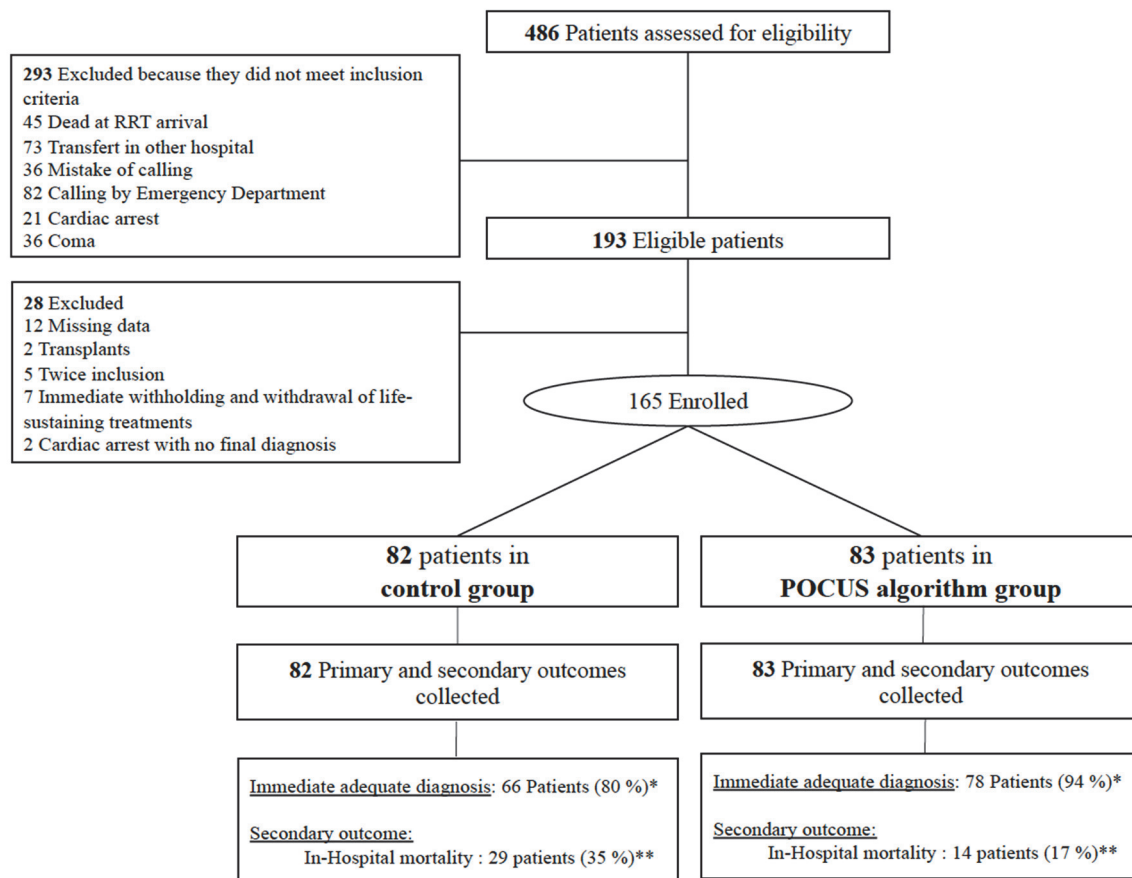 486 Patients assessed for eligibility
293 Excluded because they did not meet inclusion
criteria
45 Dead at RRT arrival
73 Transfert in other hospital
36 Mistake of calling
82 Calling by Emergency Department
21 Cardiac arrest
36 Coma
193 Eligible patients
28 Excluded
12 Missing data
2 Transplants
5 Twice inclusion
7 Immediate withholding and withdrawal of life-
sustaining treatments
2 Cardiac arrest with no final diagnosis
165 Enrolled
82 patients in
control group
83 patients in
POCUS algorithm group
82 Primary and secondary outcomes
collected
83 Primary and secondary outcomes
collected
Immediate adequate diagnosis: 66 Patients (80 %)*
Secondary outcome:
In-Hospital mortality : 29 patients (35 %)**
Immediate adequate diagnosis: 78 Patients (94 %)*
Secondary outcome:
In-Hospital mortality : 14 patients (17 %)**